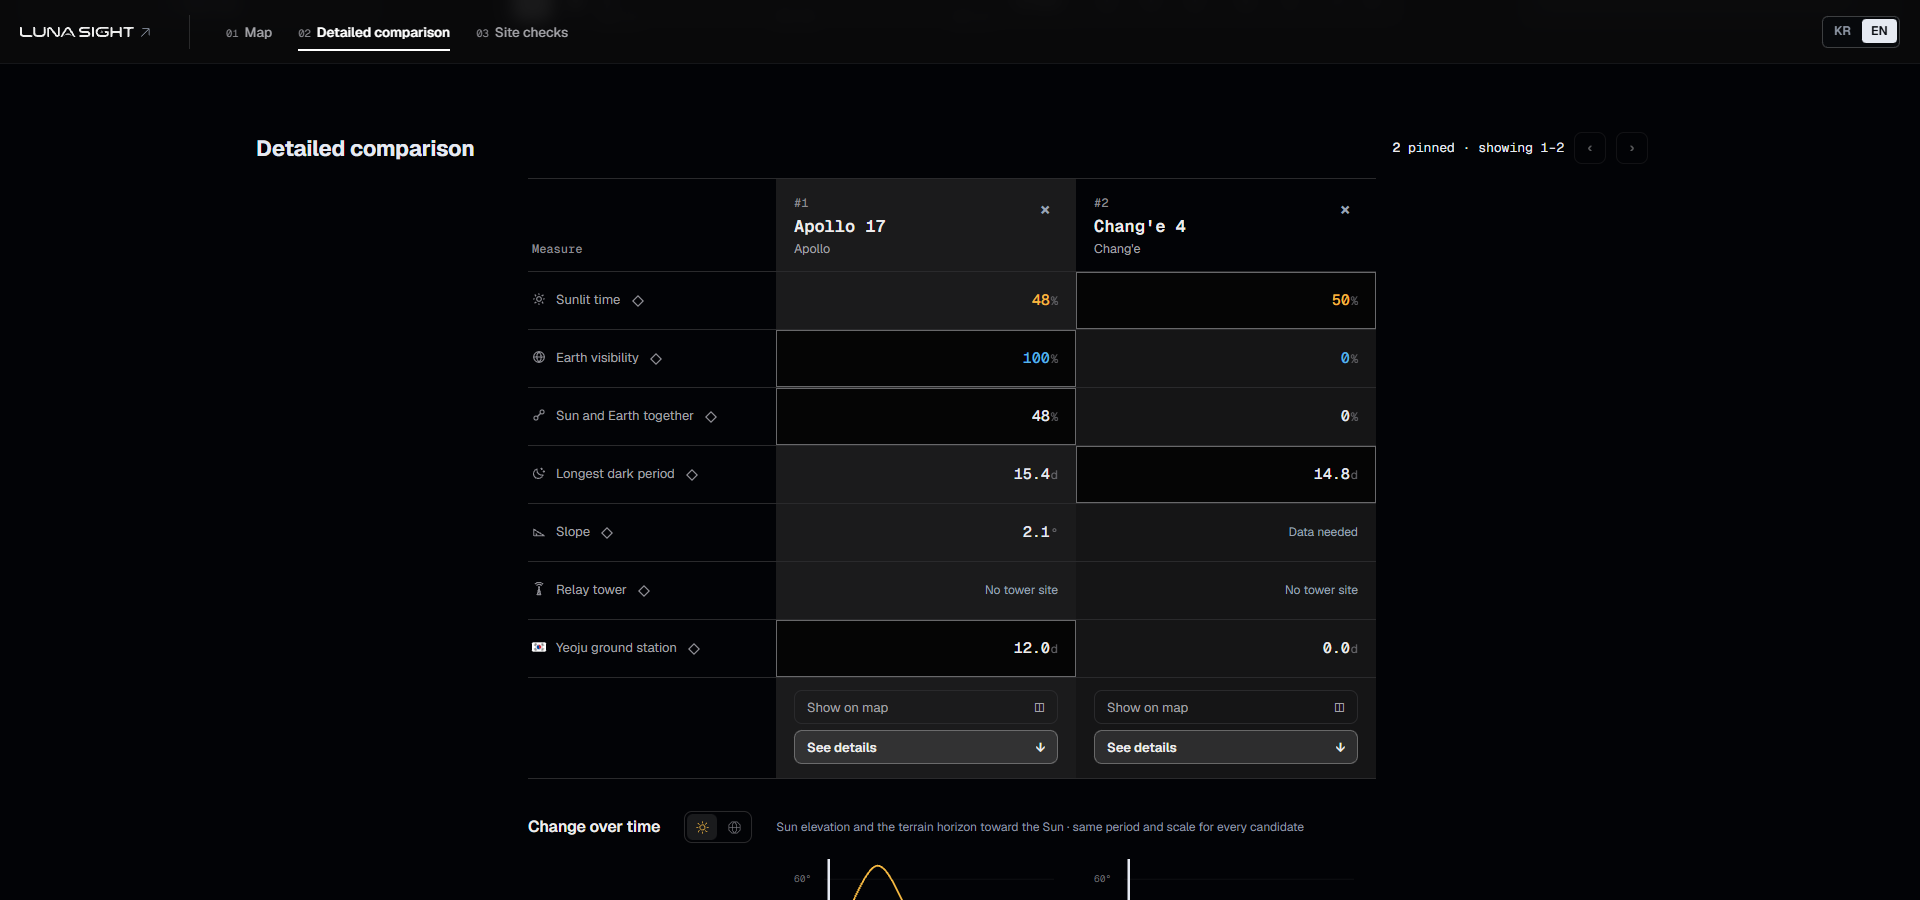 LUNA SIGHT
01 Map
02 Detailed comparison
03 Site checks
KR EN
Detailed comparison
2 pinned · showing 1–2
Measure
#1
Apollo 17
Apollo
#2
Chang'e 4
Chang'e
Sunlit time 48% 50%
Earth visibility 100% 0%
Sun and Earth together 48% 0%
Longest dark period 15.4d 14.8d
Slope 2.1° Data needed
Relay tower No tower site No tower site
Yeoju ground station 12.0d 0.0d
Show on map Show on map
See details See details
Change over time Sun elevation and the terrain horizon toward the Sun · same period and scale for every candidate
60° 60°